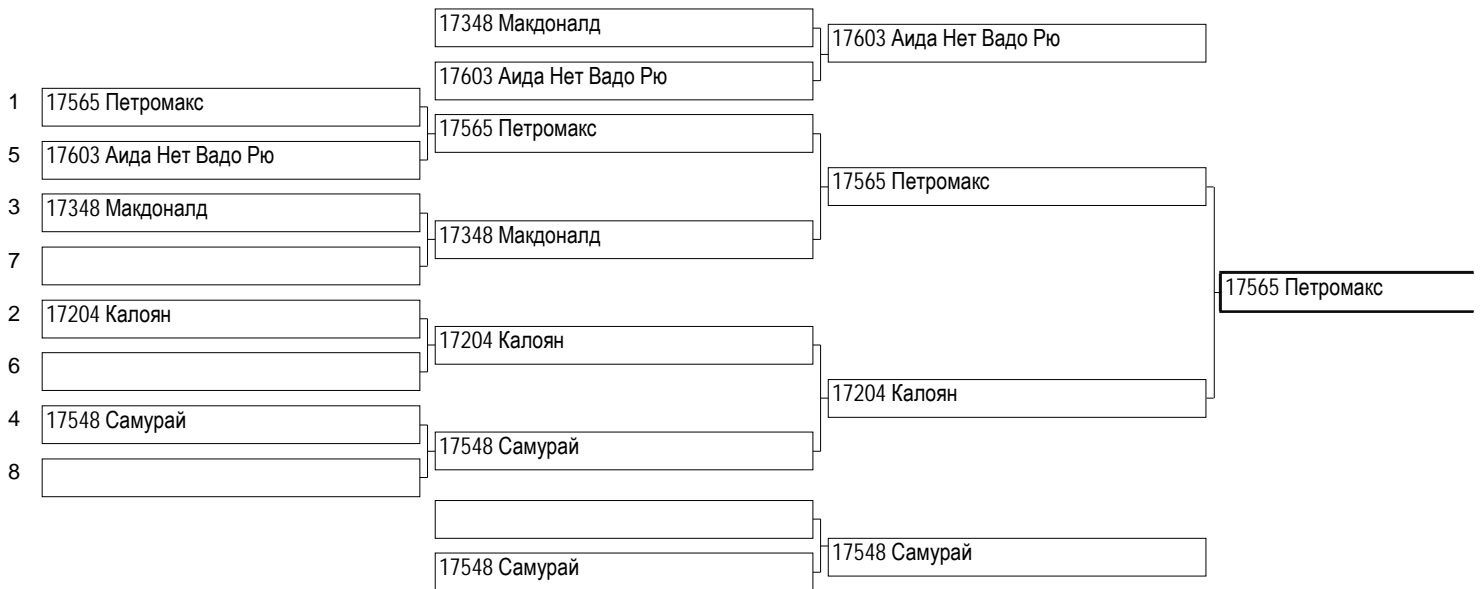 17348 Макдоналд
17603 Аида Нет Вадо Рю
17603 Аида Нет Вадо Рю
1 17565 Петромакс
17565 Петромакс
5 17603 Аида Нет Вадо Рю
17565 Петромакс
3 17348 Макдоналд
17348 Макдоналд
7
17565 Петромакс
2 17204 Калоян
17204 Калоян
6
17204 Калоян
4 17548 Самурай
17548 Самурай
8
17548 Самурай
17548 Самурай